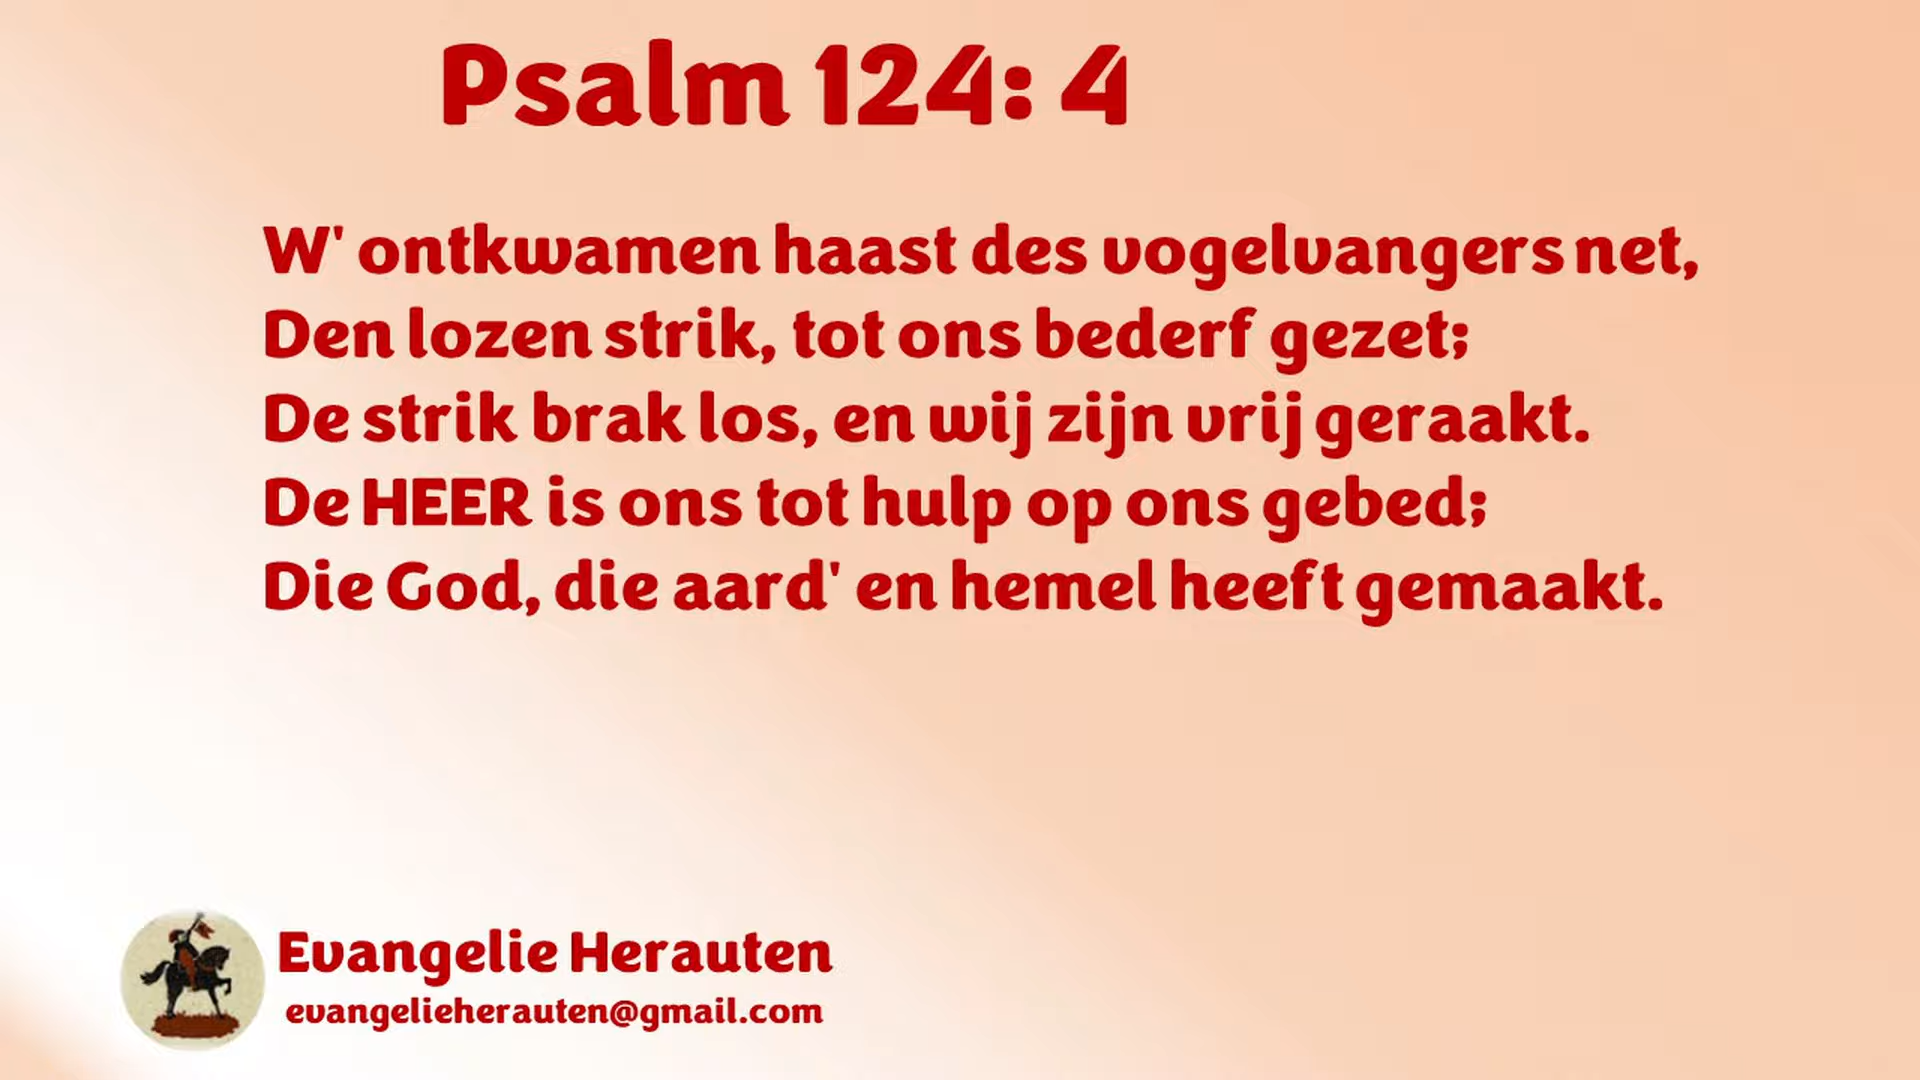 Psalm 124: 4
W' ontkwamen haast des vogelvangers net,
Den lozen strik, tot ons bederf gezet;
De strik brak los, en wij zijn vrij geraakt.
De HEER is ons tot hulp op ons gebed;
Die God, die aard' en hemel heeft gemaakt.
Evangelie Herauten
evangelieherauten@gmail.com